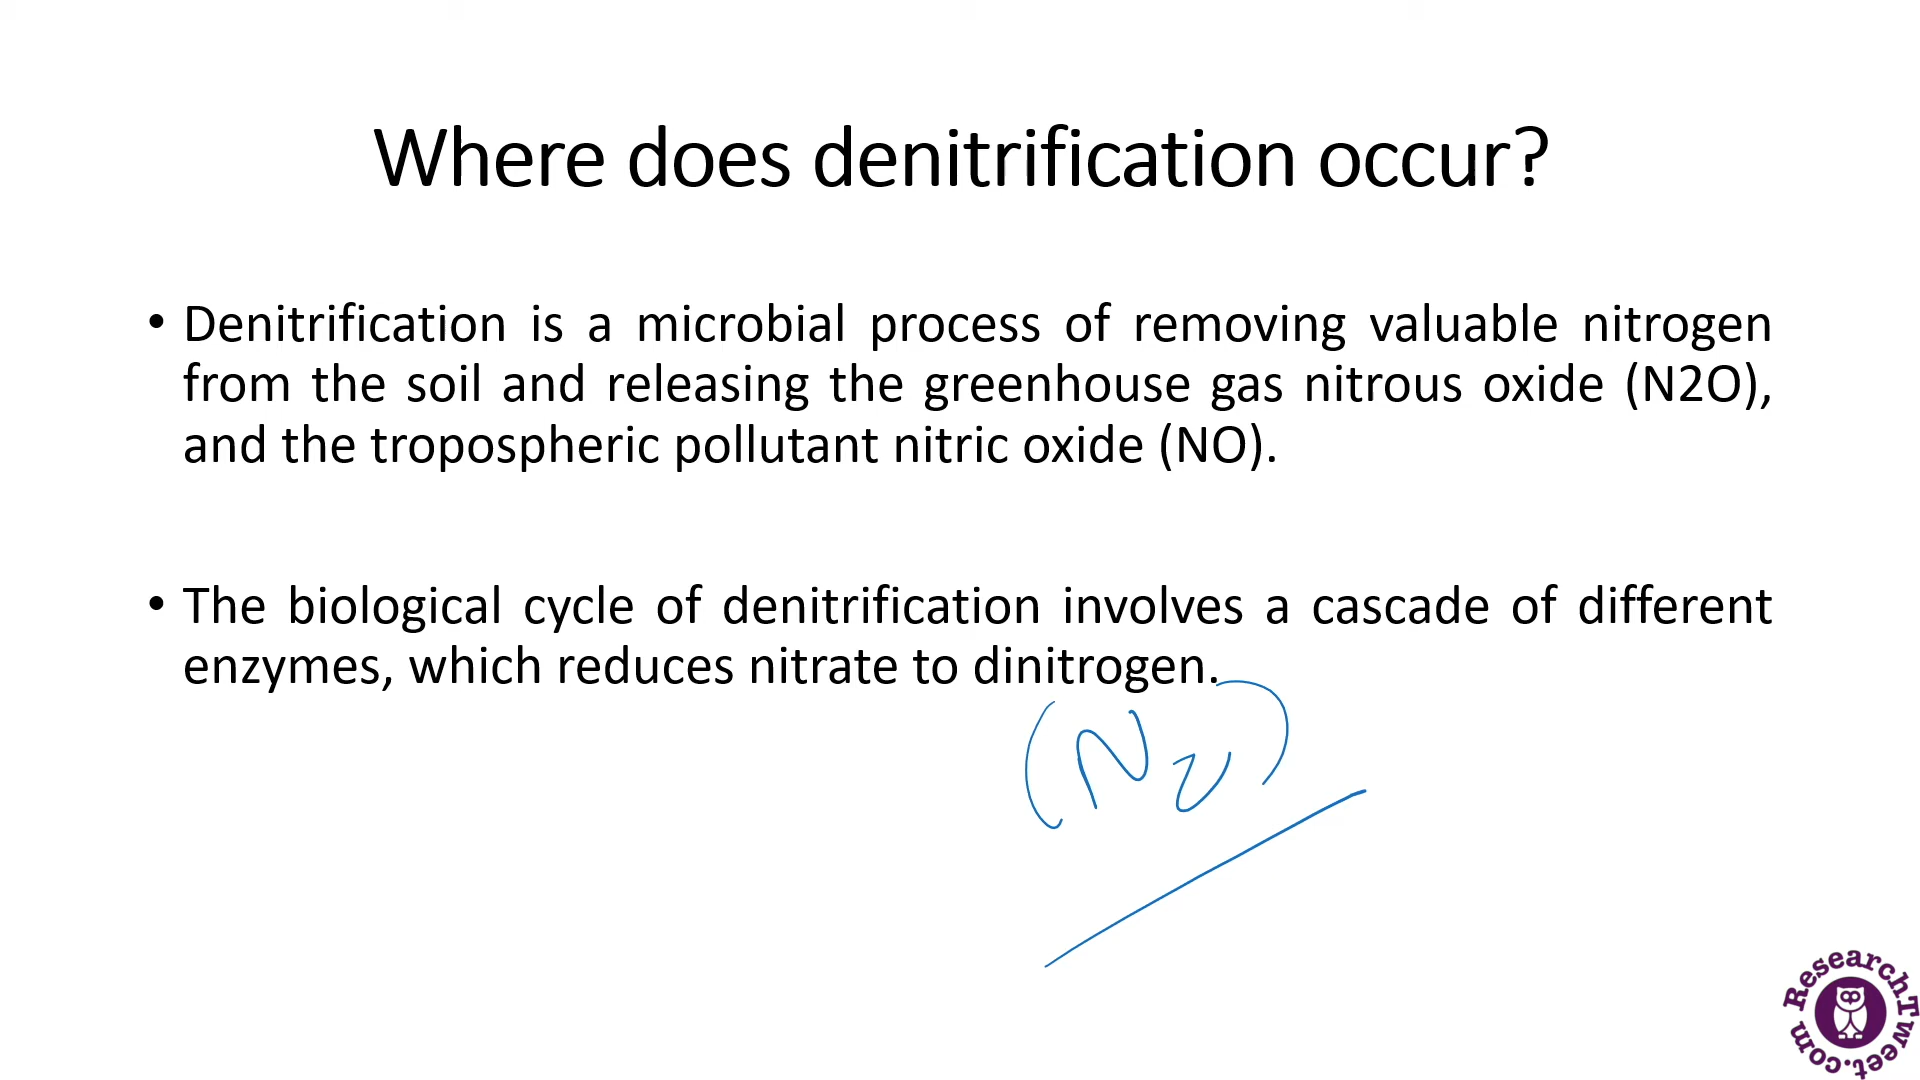 Where does denitrification occur?
• Denitrification is a microbial process of removing valuable nitrogen
from the soil and releasing the greenhouse gas nitrous oxide (N2O),
and the tropospheric pollutant nitric oxide (NO).
• The biological cycle of denitrification involves a cascade of different
enzymes, which reduces nitrate to dinitrogen.
(N2)
ResearchTweet.com